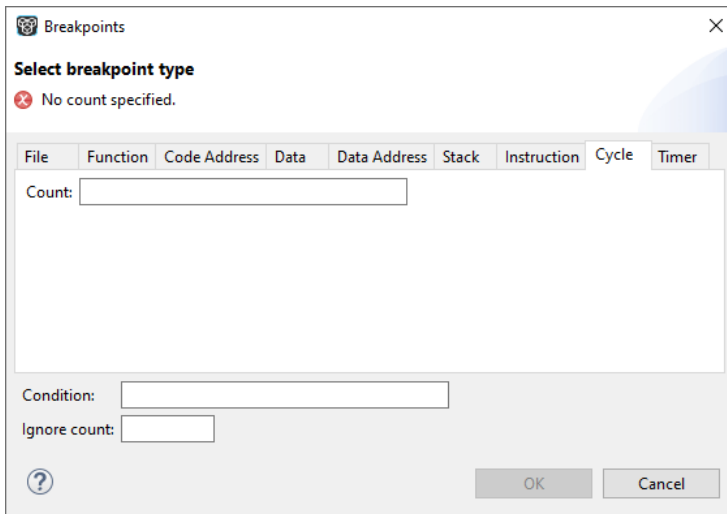 Breakpoints
Select breakpoint type
No count specified.
File Function Code Address Data Data Address Stack Instruction Cycle Timer
Count:
Condition:
Ignore count:
? OK Cancel